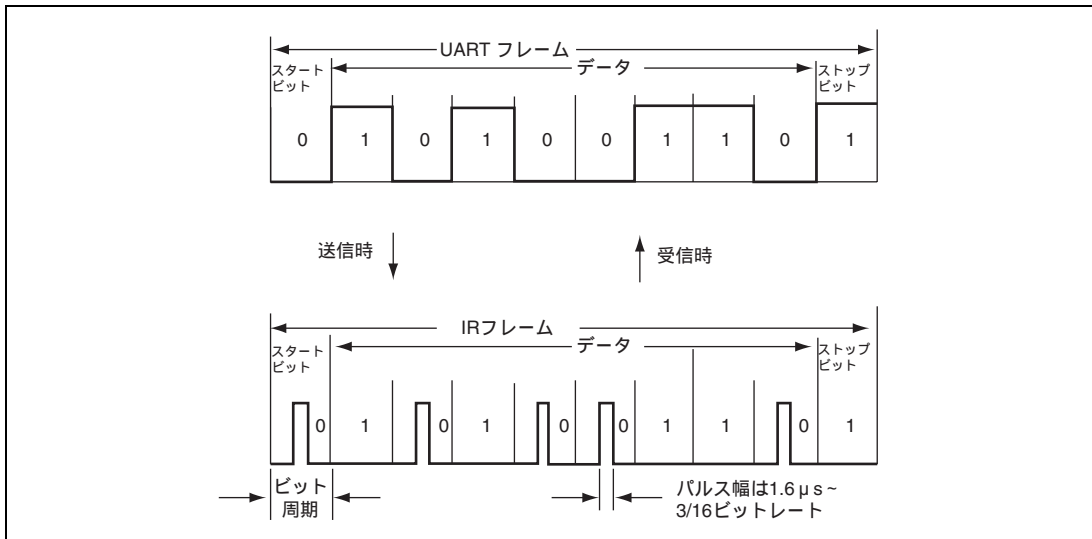 UART フレーム
スタート
ビット
データ
ストップ
ビット
0 1 0 1 0 0 1 1 0 1
送信時
受信時
IRフレーム
スタート
ビット
データ
ストップ
ビット
0 1 0 1 0 0 1 1 0 1
ビット
周期
パルス幅は1.6μs~
3/16ビットレート